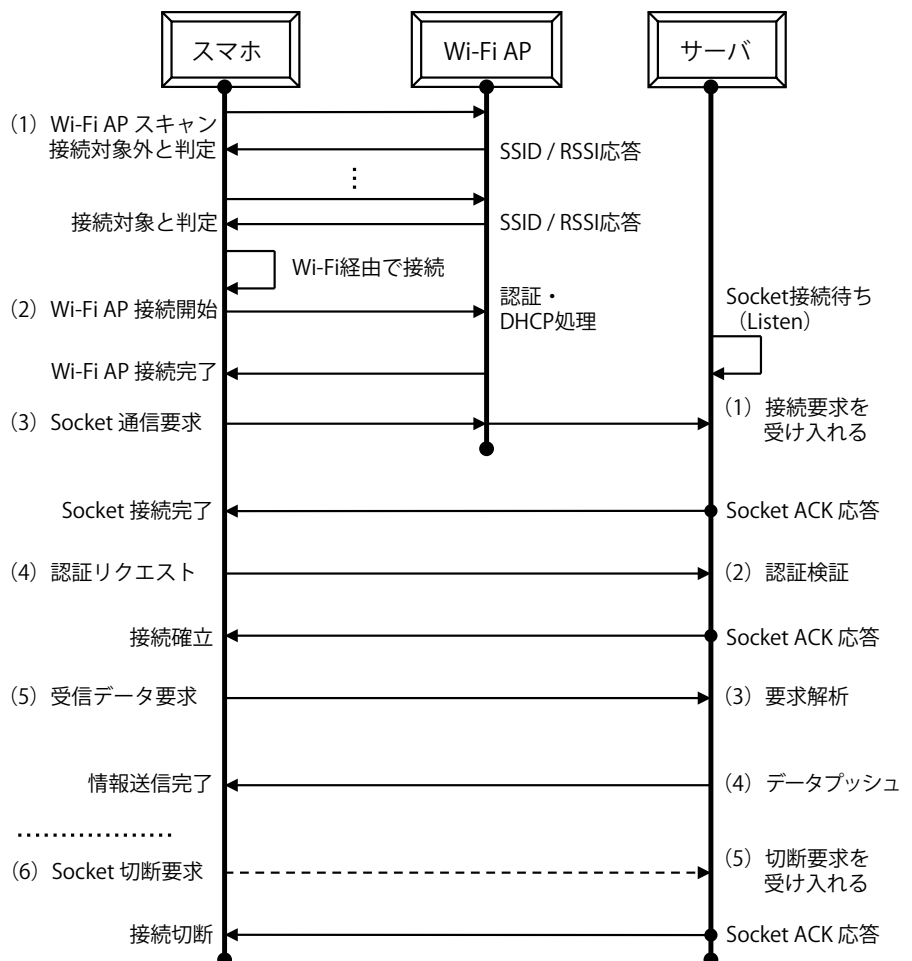 スマホ
Wi-Fi AP
サーバ
（1）Wi-Fi AP スキャン
接続対象外と判定
SSID / RSSI応答
⋮
接続対象と判定
SSID / RSSI応答
Wi-Fi経由で接続
（2）Wi-Fi AP 接続開始
認証・
DHCP処理
Socket接続待ち
（Listen）
Wi-Fi AP 接続完了
（3）Socket 通信要求
（1）接続要求を
受け入れる
Socket 接続完了
Socket ACK 応答
（4）認証リクエスト
（2）認証検証
接続確立
Socket ACK 応答
（5）受信データ要求
（3）要求解析
情報送信完了
（4）データプッシュ
………………
（6）Socket 切断要求
（5）切断要求を
受け入れる
接続切断
Socket ACK 応答